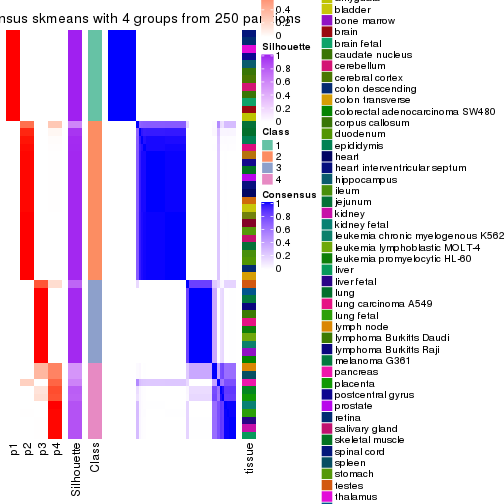 nsus skmeans with 4 groups from 250 par
ons
0.4
0.2
0
Silhouette
1
0.8
0.6
0.4
0.2
0
Class
1
2
3
4
Consensus
1
0.8
0.6
0.4
0.2
0
bladder
bone marrow
brain
brain fetal
caudate nucleus
cerebellum
cerebral cortex
colon descending
colon transverse
colorectal adenocarcinoma SW480
corpus callosum
duodenum
epididymis
heart
heart interventricular septum
hippocampus
ileum
jejunum
kidney
kidney fetal
leukemia chronic myelogenous K562
leukemia lymphoblastic MOLT-4
leukemia promyelocytic HL-60
liver
liver fetal
lung
lung carcinoma A549
lung fetal
lymph node
lymphoma Burkitts Daudi
lymphoma Burkitts Raji
melanoma G361
pancreas
placenta
postcentral gyrus
prostate
retina
salivary gland
skeletal muscle
spinal cord
spleen
stomach
testes
thalamus
p1
p2
p3
p4
Silhouette
Class
tissue